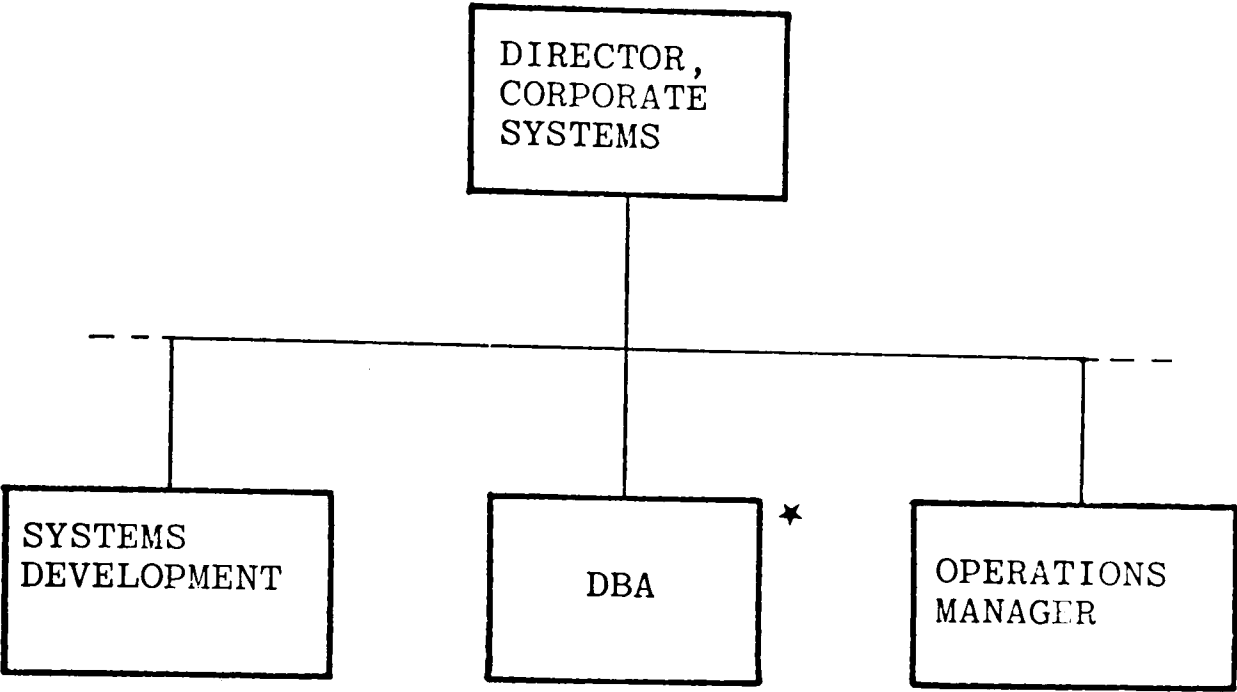 DIRECTOR,
CORPORATE
SYSTEMS
SYSTEMS
DEVELOPMENT
DBA
★
OPERATIONS
MANAGER